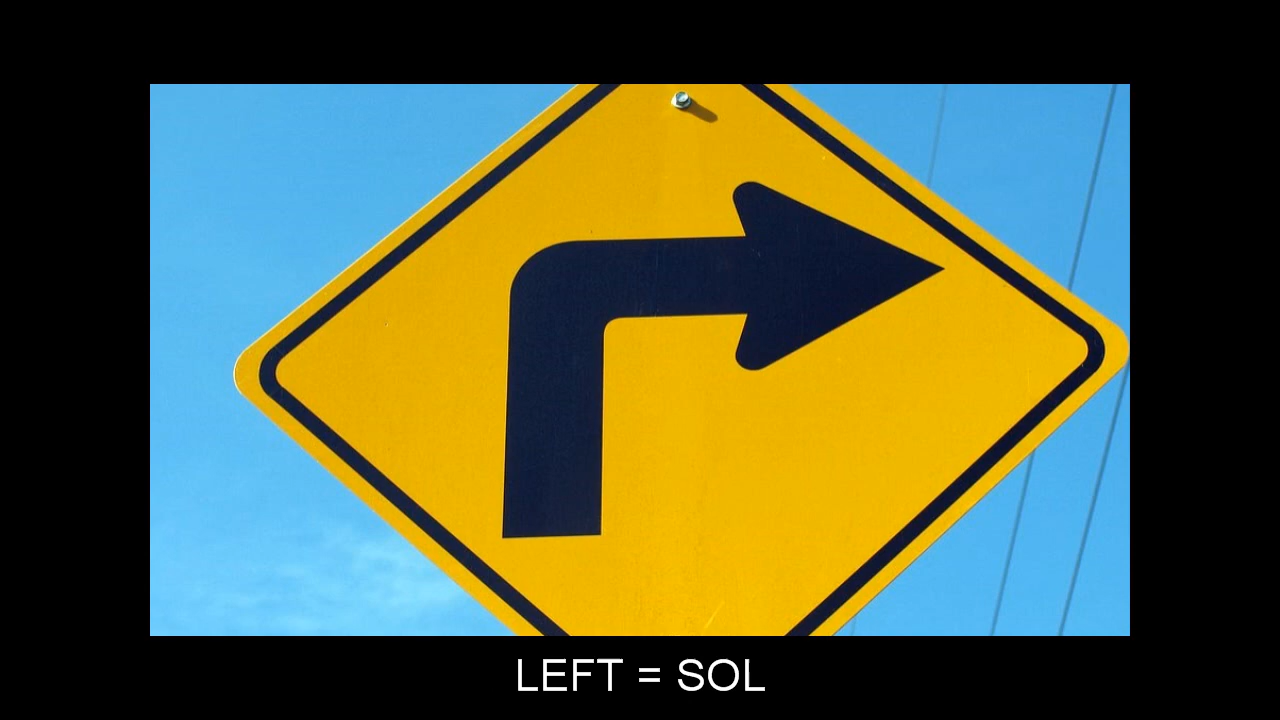 LEFT = SOL